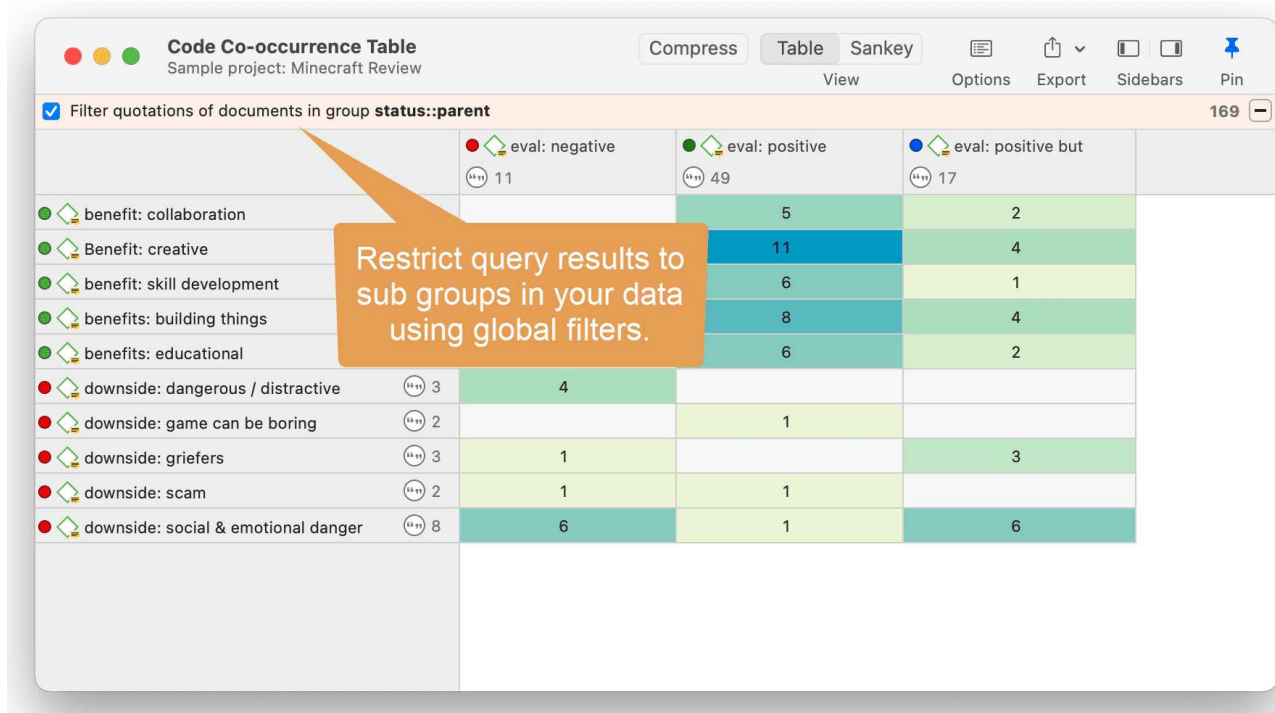 Code Co-occurrence Table
Sample project: Minecraft Review
Compress
Table Sankey
View
Options
Export
Sidebars
Pin
Filter quotations of documents in group status::parent
169
eval: negative
11
eval: positive
49
eval: positive but
17
benefit: collaboration
5
2
Benefit: creative
11
4
benefit: skill development
6
1
benefits: building things
8
4
benefits: educational
6
2
downside: dangerous / distractive
3
4
downside: game can be boring
2
1
downside: griefers
3
1
3
downside: scam
2
1
1
downside: social & emotional danger
8
6
1
6
Restrict query results to
sub groups in your data
using global filters.